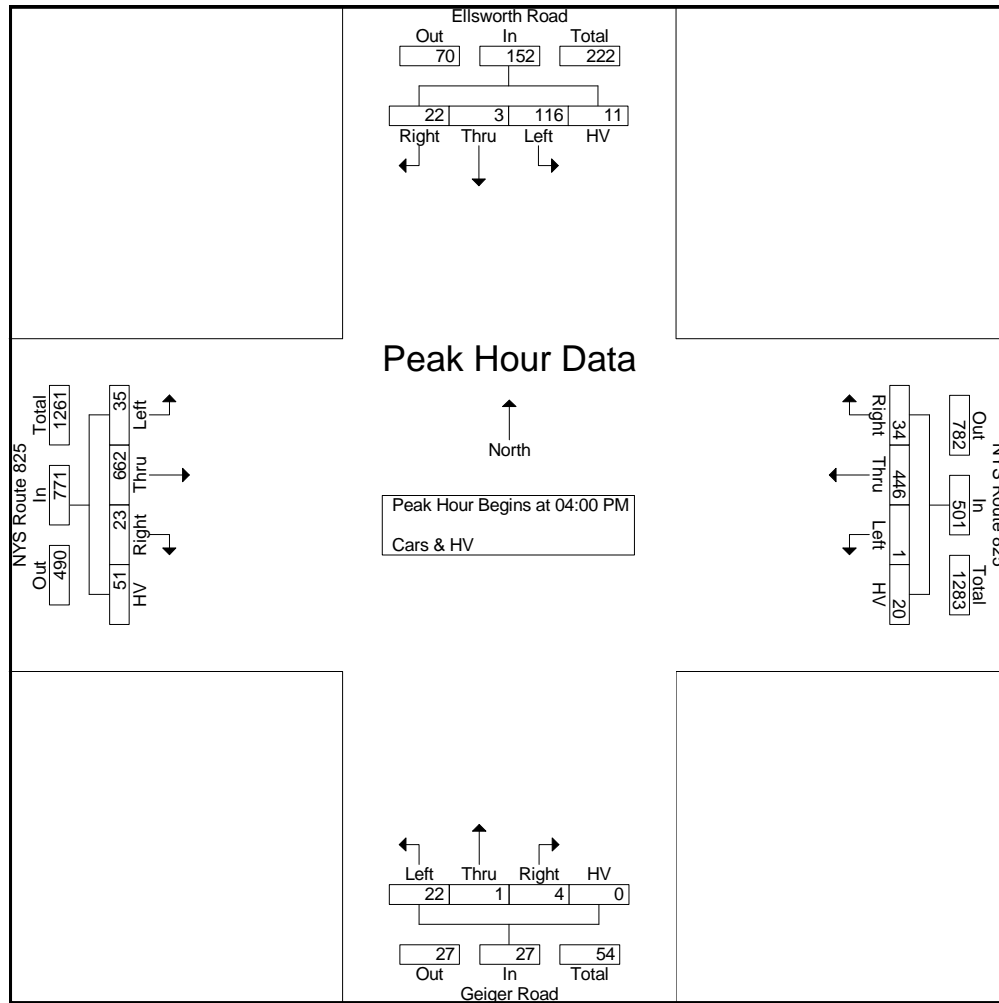 Ellsworth Road
Out In Total
70 152 222
22 3 116 11
Right Thru Left HV
Peak Hour Data
North
Peak Hour Begins at 04:00 PM
Cars & HV
NYS Route 825
Total In Out
1261 771 490
35 662 23 51
Left Thru Right HV
Right Thru Left HV
34 446 1 20
Out In Total
782 501 1283
NYS Route 825
Left Thru Right HV
22 1 4 0
27 27 54
Out In Total
Geiger Road